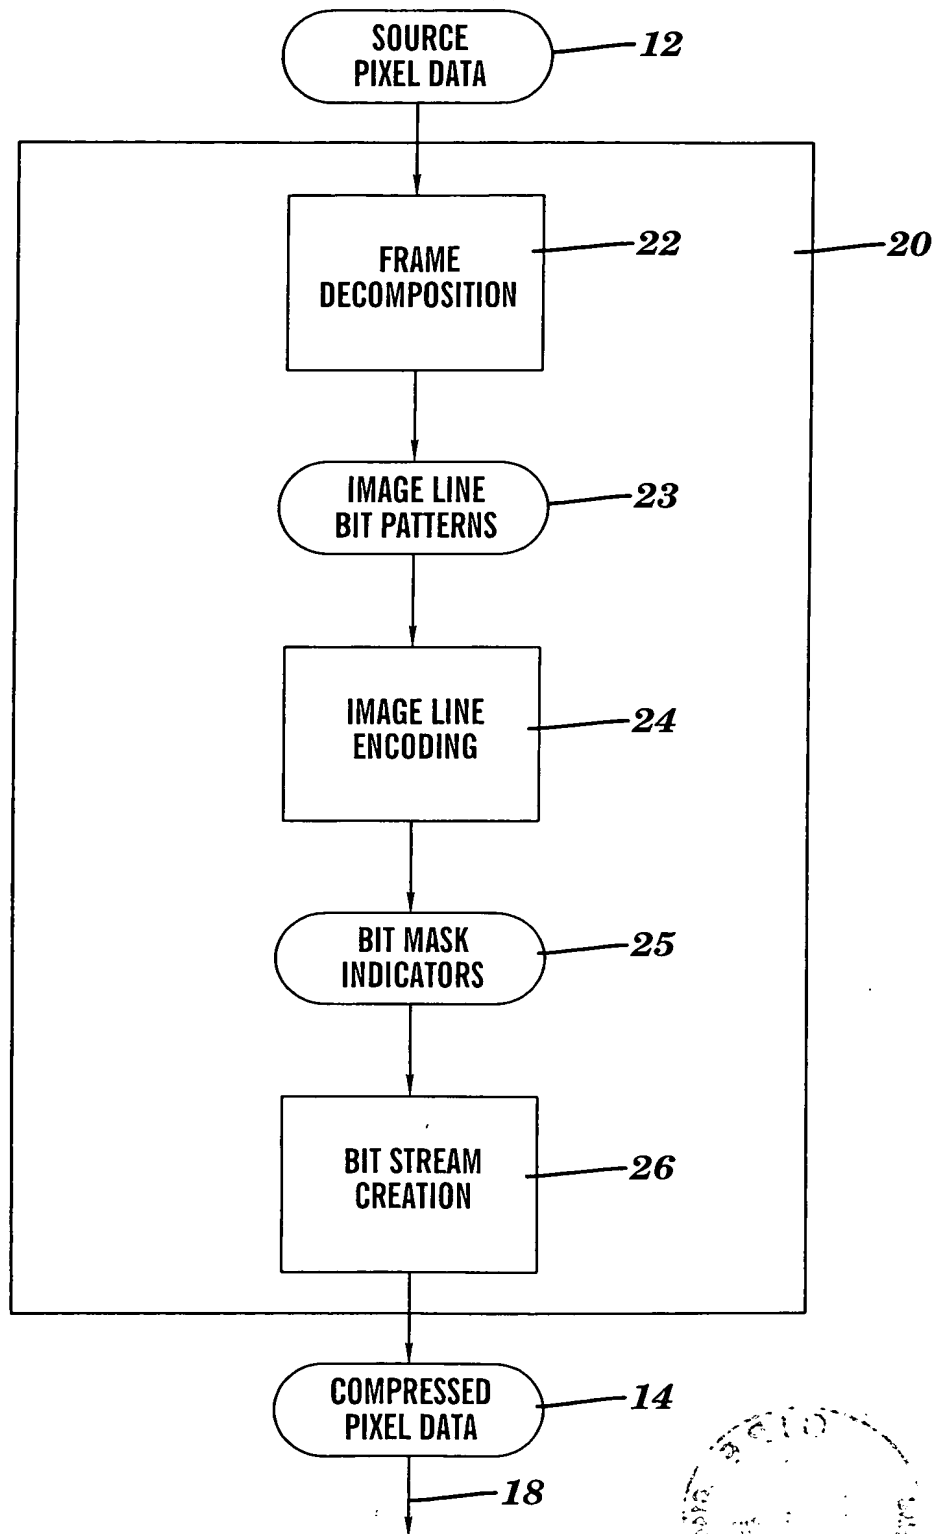 SOURCE
PIXEL DATA
12
FRAME
DECOMPOSITION
22
20
IMAGE LINE
BIT PATTERNS
23
IMAGE LINE
ENCODING
24
BIT MASK
INDICATORS
25
BIT STREAM
CREATION
26
COMPRESSED
PIXEL DATA
14
18